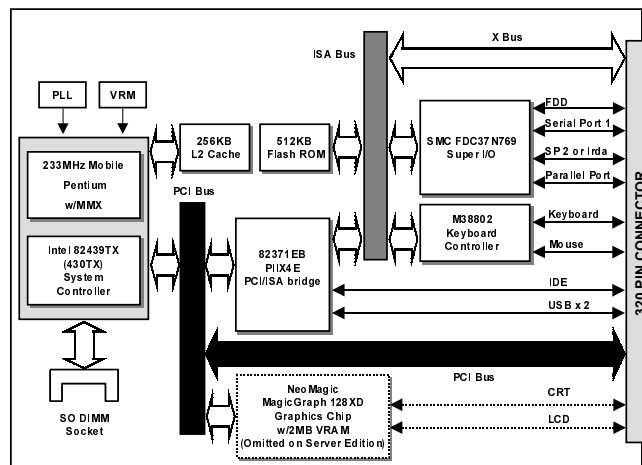 X Bus
ISA Bus
PLL
VRM
FDD
256KB
L2 Cache
512KB
Flash ROM
SMC FDC37N769
Super I/O
Serial Port 1
SP 2 or Irda
Parallel Port
233MHz Mobile
Pentium
w/MMX
PCI Bus
M38802
Keyboard
Controller
Keyboard
Mouse
320 PIN CONNECTOR
Intel 82439TX
(430TX)
System
Controller
82371EB
PIIX4E
PCI/ISA bridge
IDE
USB x 2
PCI Bus
SO DIMM
Socket
NeoMagic
MagicGraph 128XD
Graphics Chip
w/2MB VRAM
(Omitted on Server Edition)
CRT
LCD